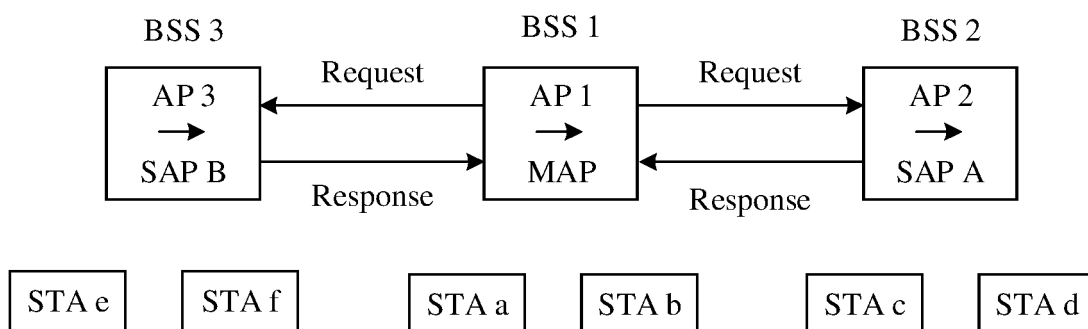 BSS 3
BSS 1
BSS 2
Request
Request
AP 3
SAP B
AP 1
MAP
AP 2
SAP A
Response
Response
STA e
STA f
STA a
STA b
STA c
STA d